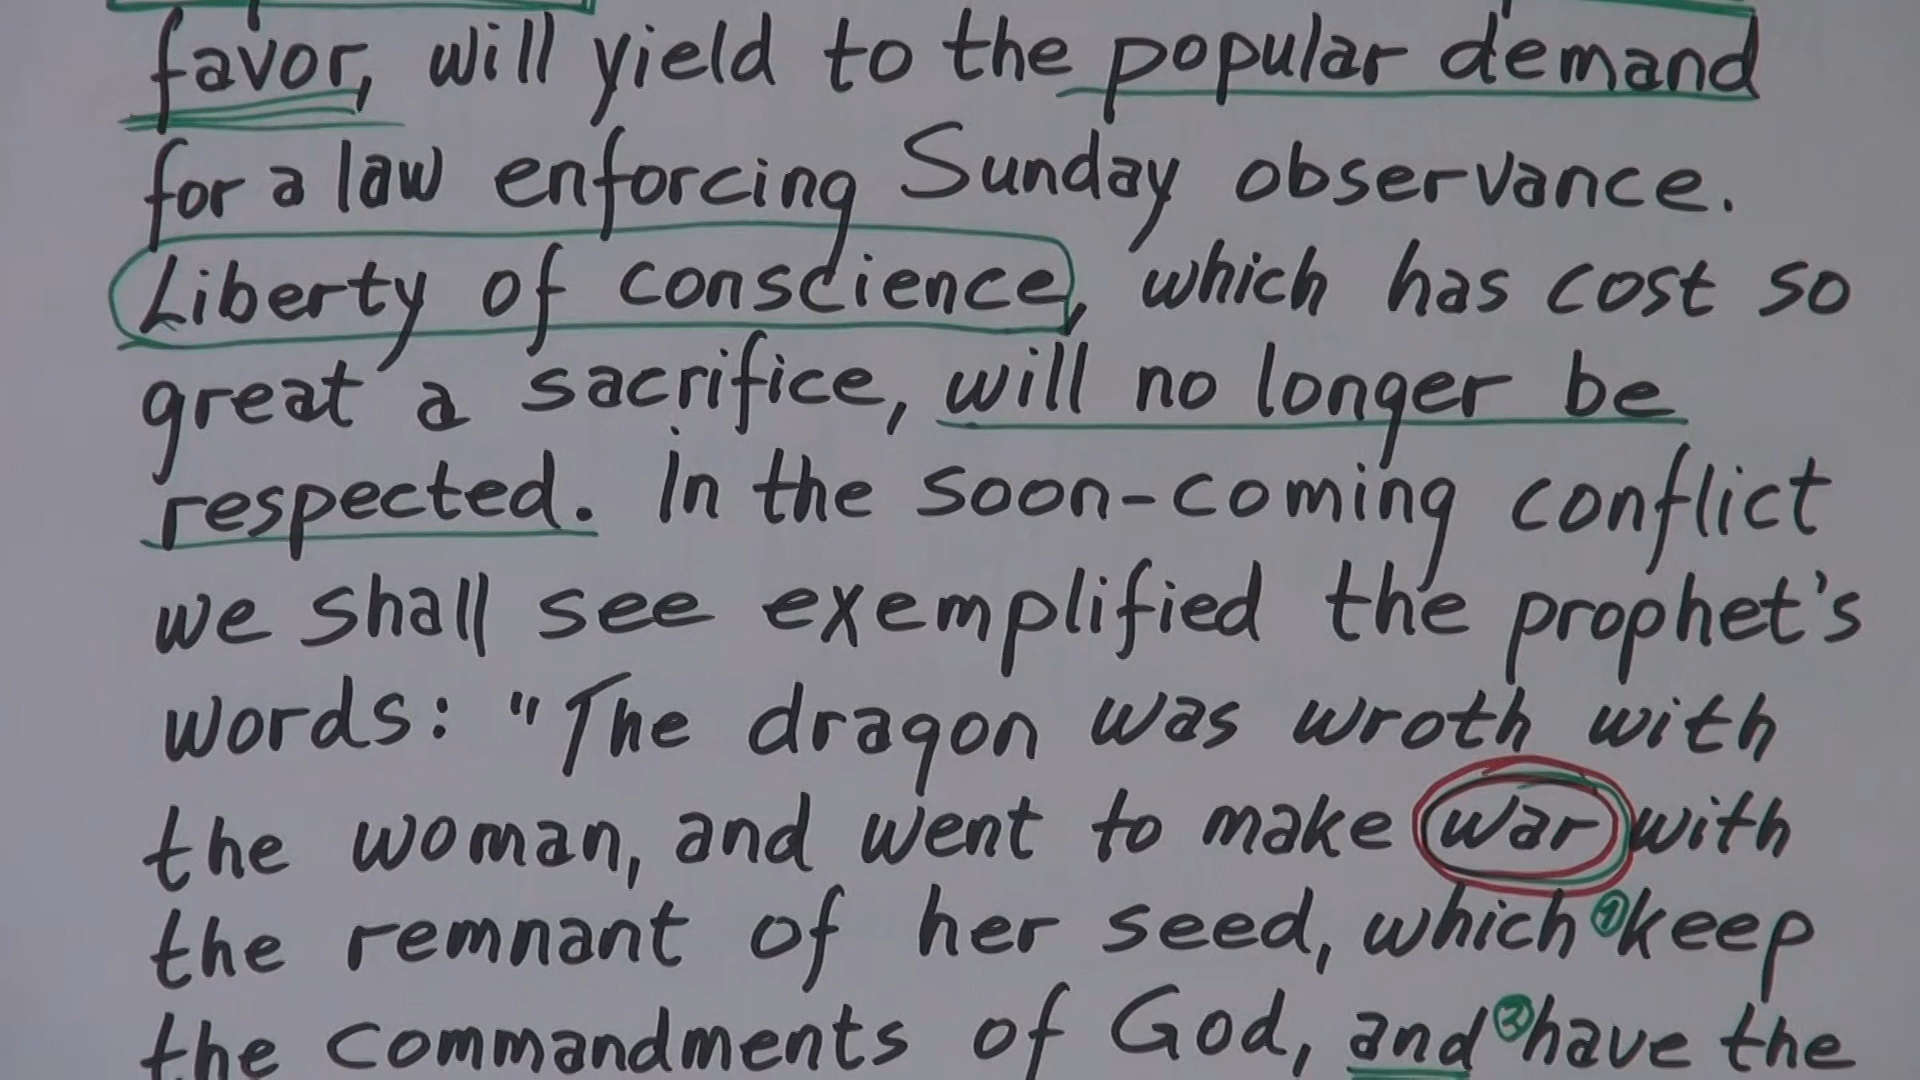 favor, will yield to the popular demand
for a law enforcing Sunday observance.
Liberty of conscience, which has cost so
great a sacrifice, will no longer be
respected. In the soon-coming conflict
we shall see exemplified the prophet's
words: "The dragon was wroth with
the woman, and went to make war with
the remnant of her seed, which ①keep
the commandments of God, and ②have the